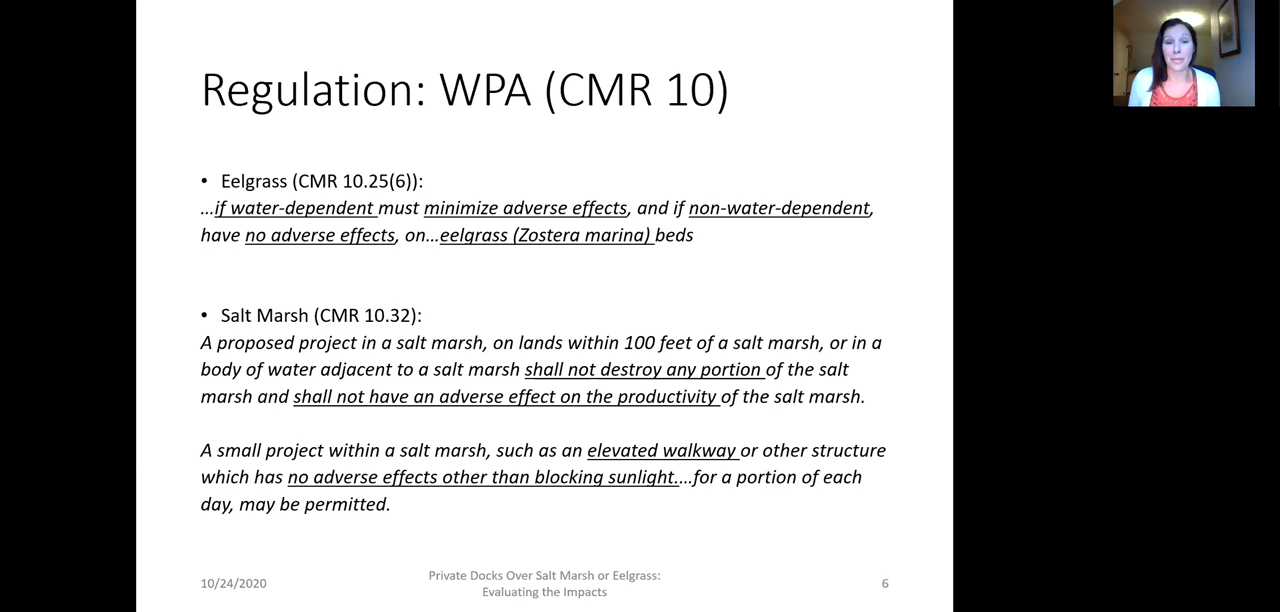 Regulation: WPA (CMR 10)
• Eelgrass (CMR 10.25(6)):
…if water-dependent must minimize adverse effects, and if non-water-dependent,
have no adverse effects, on…eelgrass (Zostera marina) beds
• Salt Marsh (CMR 10.32):
A proposed project in a salt marsh, on lands within 100 feet of a salt marsh, or in a
body of water adjacent to a salt marsh shall not destroy any portion of the salt
marsh and shall not have an adverse effect on the productivity of the salt marsh.
A small project within a salt marsh, such as an elevated walkway or other structure
which has no adverse effects other than blocking sunlight.…for a portion of each
day, may be permitted.
10/24/2020
Private Docks Over Salt Marsh or Eelgrass:
Evaluating the Impacts
6